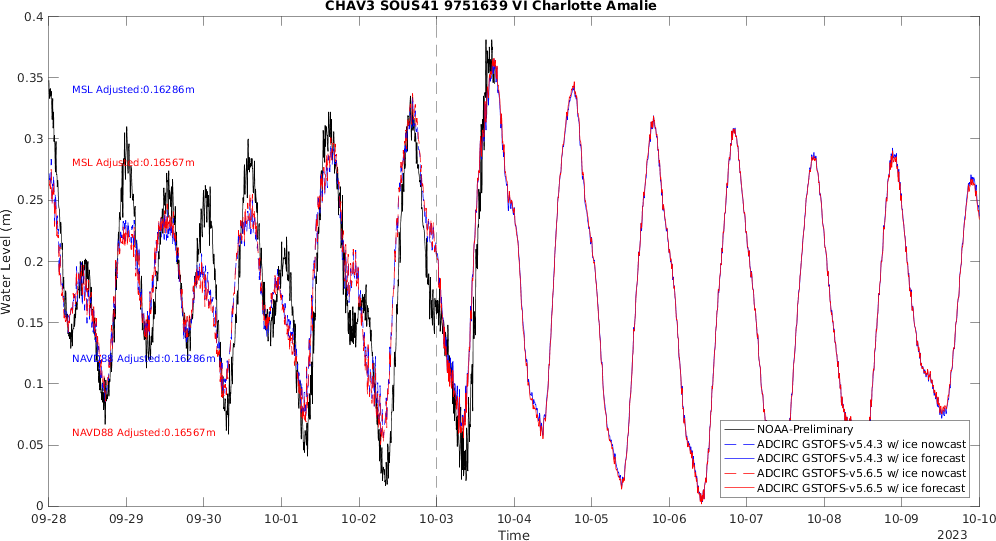 CHAV3 SOUS41 9751639 VI Charlotte Amalie
0.4
0.35
0.3
0.25
0.2
0.15
0.1
0.05
0
Water Level (m)
MSL Adjusted:0.16286m
MSL Adjusted:0.16567m
NAVD88 Adjusted:0.16286m
NAVD88 Adjusted:0.16567m
NOAA-Preliminary
ADCIRC GSTOFS-v5.4.3 w/ ice nowcast
ADCIRC GSTOFS-v5.4.3 w/ ice forecast
ADCIRC GSTOFS-v5.6.5 w/ ice nowcast
ADCIRC GSTOFS-v5.6.5 w/ ice forecast
09-28 09-29 09-30 10-01 10-02 10-03 10-04 10-05 10-06 10-07 10-08 10-09 10-10
Time
2023